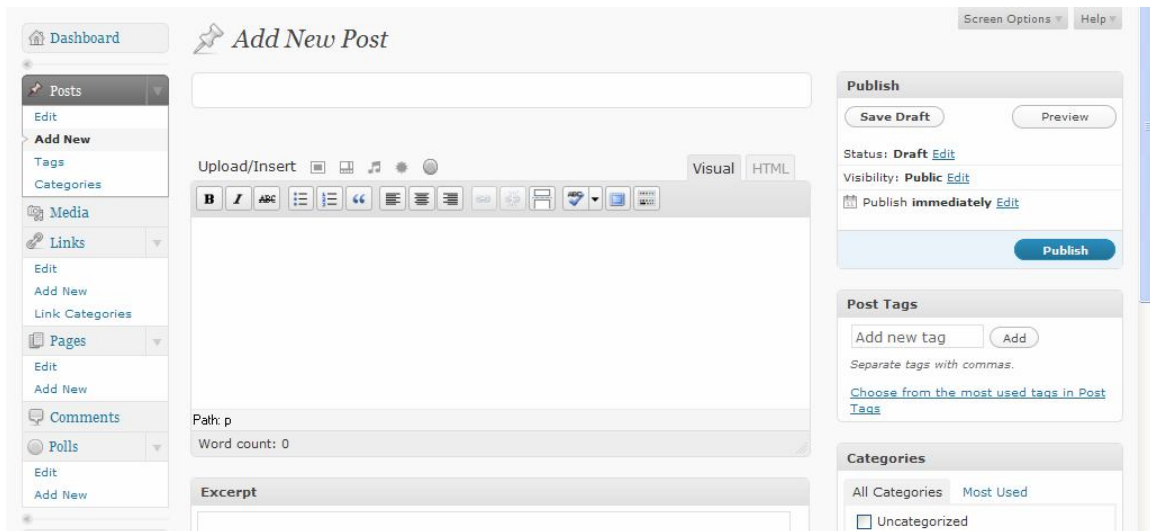 Screen Options Help
Dashboard
Add New Post
Posts
Edit
Add New
Tags
Categories
Media
Links
Edit
Add New
Link Categories
Pages
Edit
Add New
Comments
Polls
Edit
Add New
Upload/Insert
Visual HTML
B I ABC ABC
Path: p
Word count: 0
Excerpt
Publish
Save Draft Preview
Status: Draft Edit
Visibility: Public Edit
Publish immediately Edit
Publish
Post Tags
Add new tag Add
Separate tags with commas.
Choose from the most used tags in Post
Tags
Categories
All Categories Most Used
Uncategorized